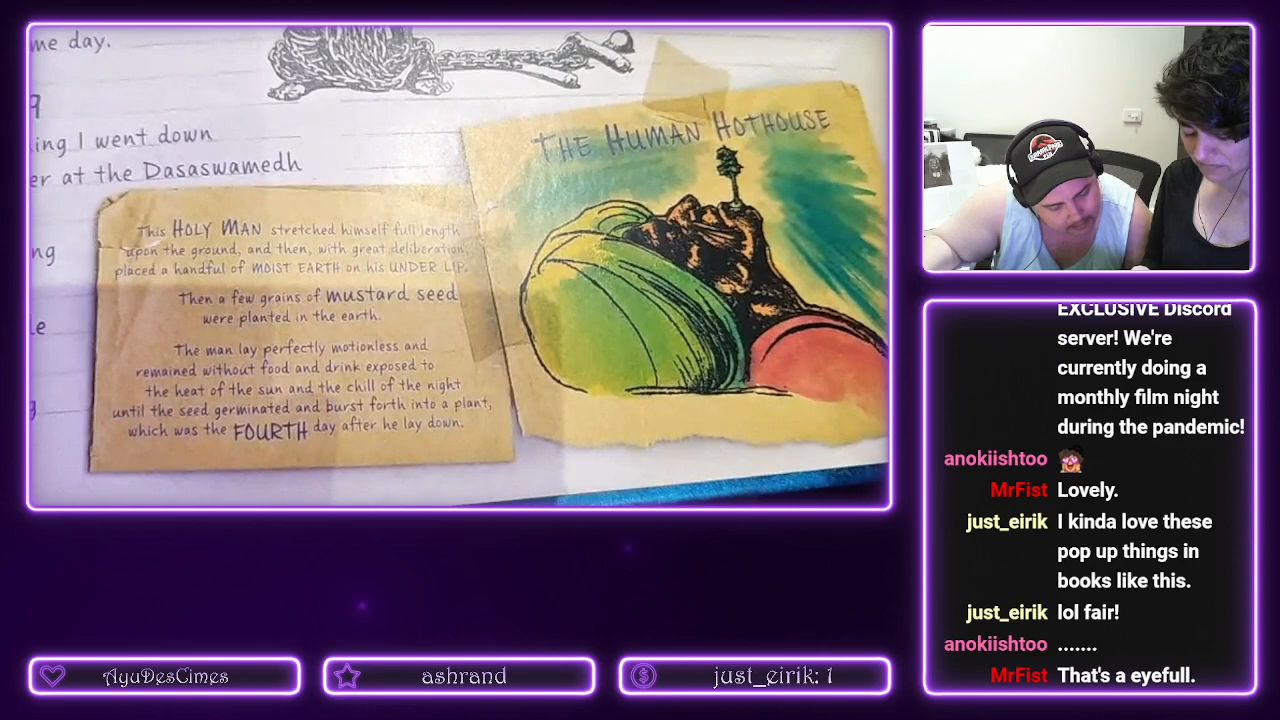 me day.
ing I went down
er at the Dasaswamedh
ng
le
THE HUMAN HOTHOUSE
This HOLY MAN stretched himself full length
upon the ground, and then, with great deliberation,
placed a handful of MOIST EARTH on his UNDER LIP.
Then a few grains of mustard seed
were planted in the earth.
The man lay perfectly motionless and
remained without food and drink exposed to
the heat of the sun and the chill of the night
until the seed germinated and burst forth into a plant,
which was the FOURTH day after he lay down.
EXCLUSIVE Discord
server! We're
currently doing a
monthly film night
during the pandemic!
anokiishtoo
MrFist Lovely.
just_eirik I kinda love these
pop up things in
books like this.
just_eirik lol fair!
anokiishtoo .......
MrFist That's a eyefull.
AyuDesCimes
ashrand
just_eirik: 1